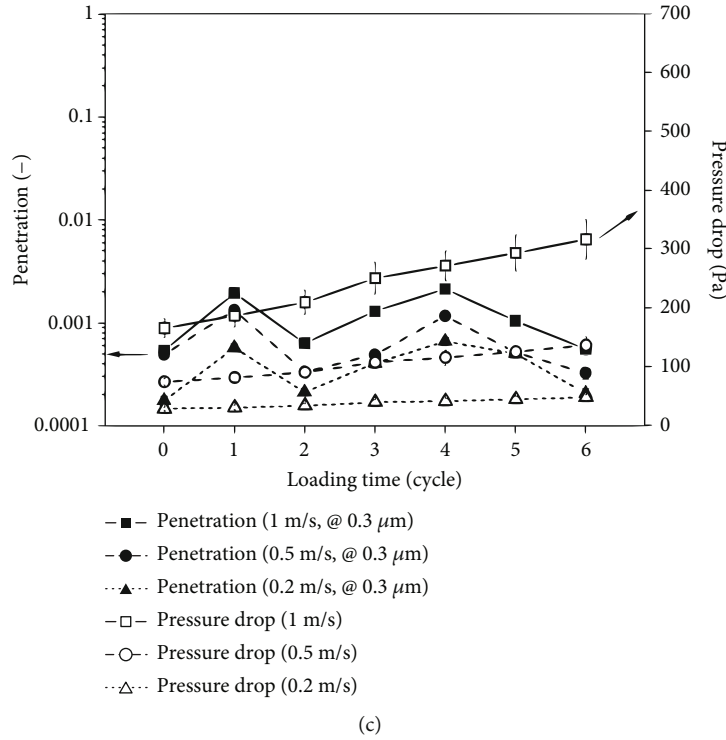 1
0.1
0.01
0.001
0.0001
Penetration (−)
700
600
500
400
300
200
100
0
Pressure drop (Pa)
0 1 2 3 4 5 6
Loading time (cycle)
Penetration (1 m/s, @ 0.3 μm)
Penetration (0.5 m/s, @ 0.3 μm)
Penetration (0.2 m/s, @ 0.3 μm)
Pressure drop (1 m/s)
Pressure drop (0.5 m/s)
Pressure drop (0.2 m/s)
(c)